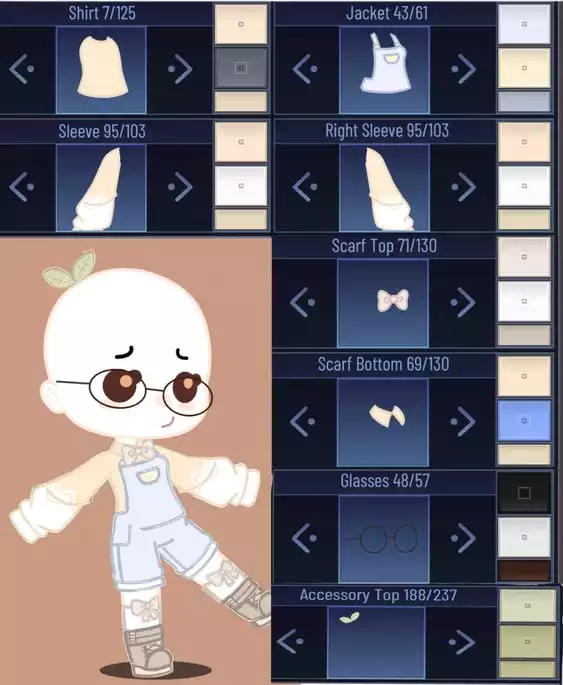 Shirt 7/125
Jacket 43/61
Sleeve 95/103
Right Sleeve 95/103
Scarf Top 71/130
Scarf Bottom 69/130
Glasses 48/57
Accessory Top 188/237